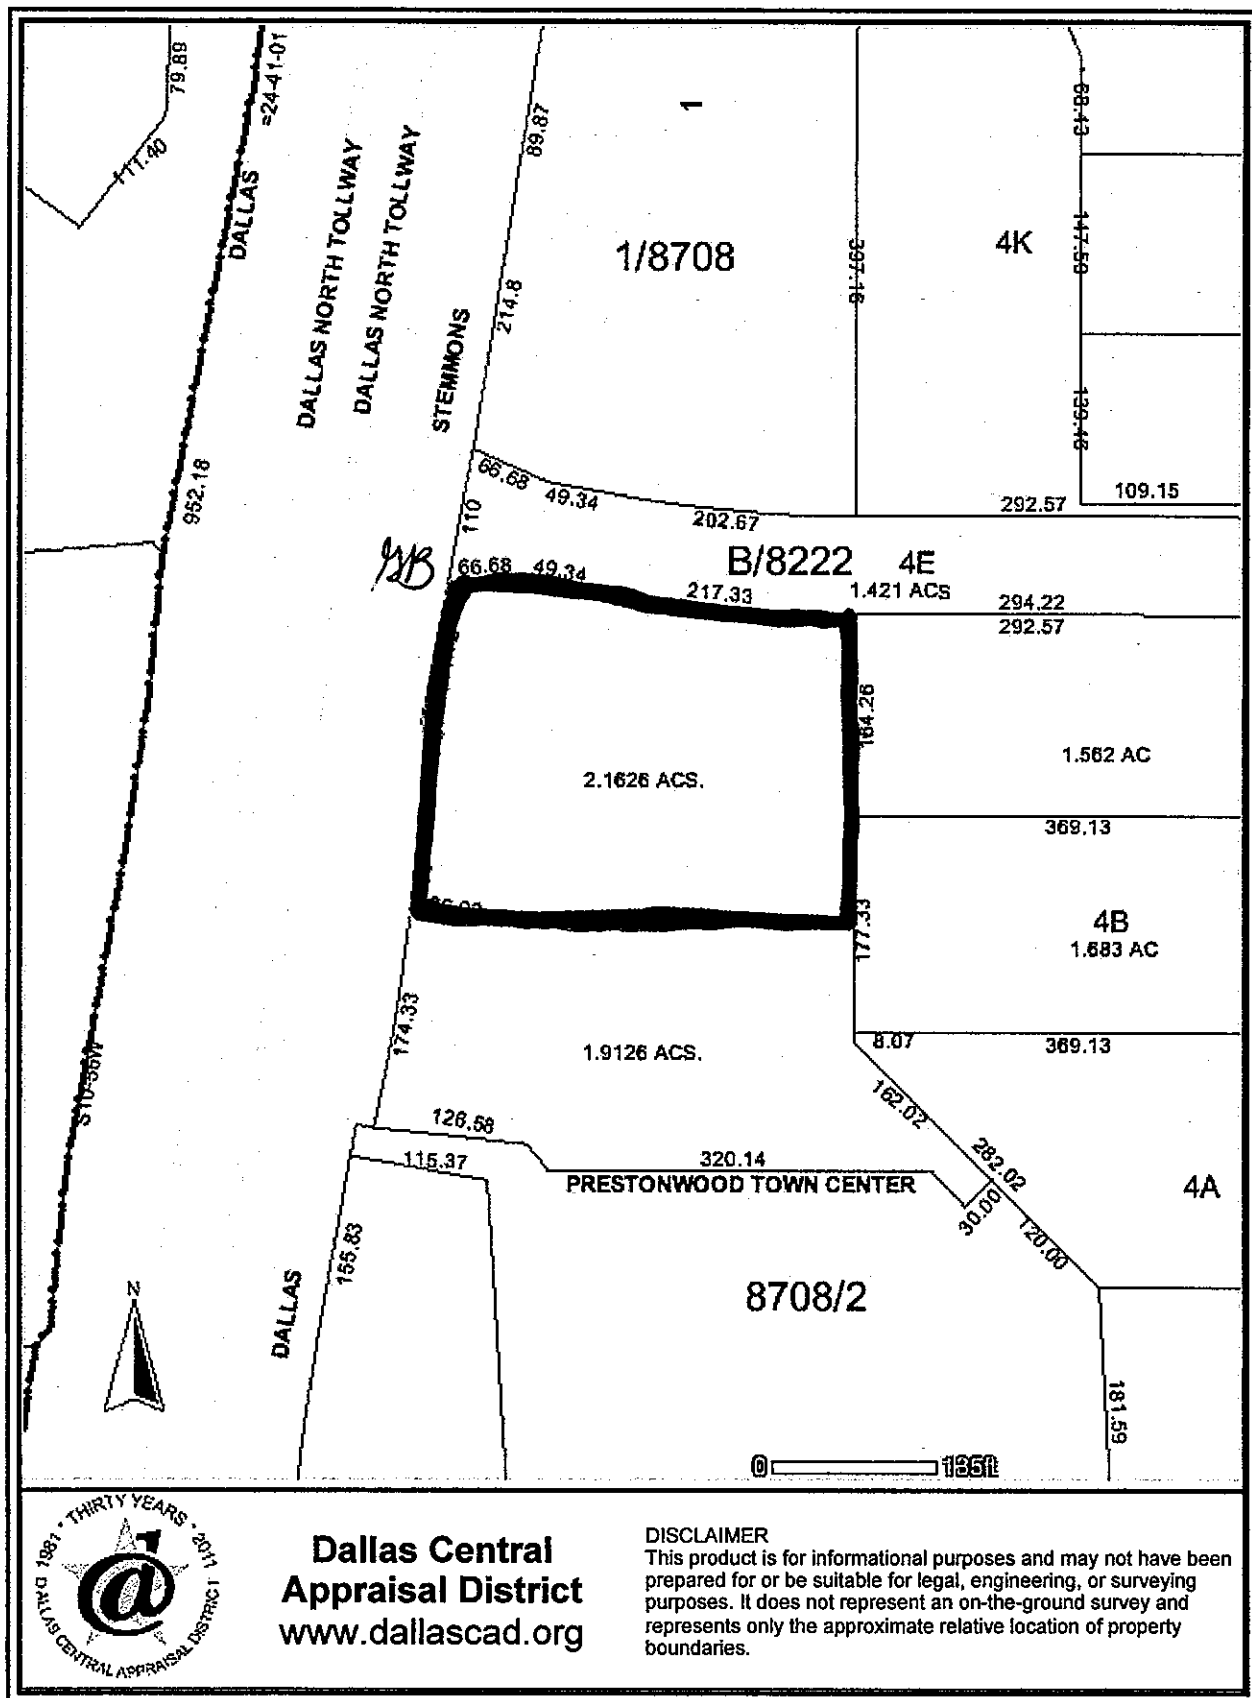 79.89
=24-41-01
111.40
DALLAS
DALLAS NORTH TOLLWAY
DALLAS NORTH TOLLWAY
STEMMONS
89.87
214.8
1
1/8708
397.16
4K
68.43
147.50
139.46
109.15
952.18
66.68
49.34
202.67
292.57
110
66.68
49.34
217.33
B/8222
4E
1.421 ACS
294.22
292.57
164.26
2.1626 ACS.
1.562 AC
369.13
177.33
4B
1.683 AC
174.33
1.9126 ACS.
8.07
369.13
162.02
126.58
115.37
320.14
PRESTONWOOD TOWN CENTER
282.02
30.00
120.00
4A
155.83
DALLAS
8708/2
181.59
N
0
135ft
DALLAS CENTRAL APPRAISAL DISTRICT
1981 * THIRTY YEARS * 2011
Dallas Central
Appraisal District
www.dallascad.org
DISCLAIMER
This product is for informational purposes and may not have been
prepared for or be suitable for legal, engineering, or surveying
purposes. It does not represent an on-the-ground survey and
represents only the approximate relative location of property
boundaries.